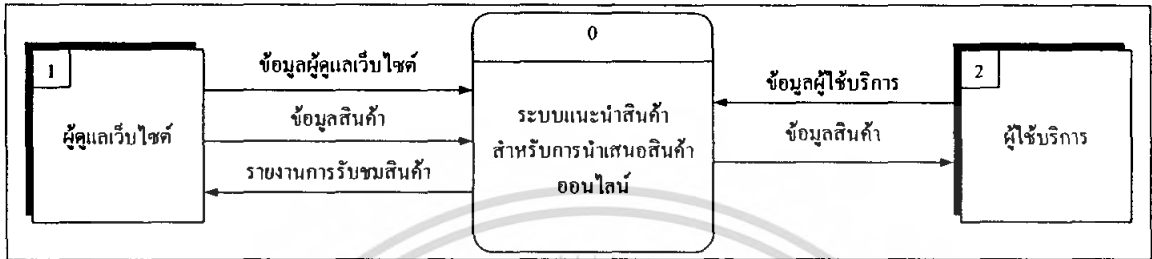 1
ผู้ดูแลเว็บไซต์
ข้อมูลผู้ดูแลเว็บไซต์
ข้อมูลสินค้า
รายงานการรับชมสินค้า
0
ระบบแนะนำสินค้า
สำหรับการนำเสนอสินค้า
ออนไลน์
ข้อมูลผู้ใช้บริการ
ข้อมูลสินค้า
2
ผู้ใช้บริการ